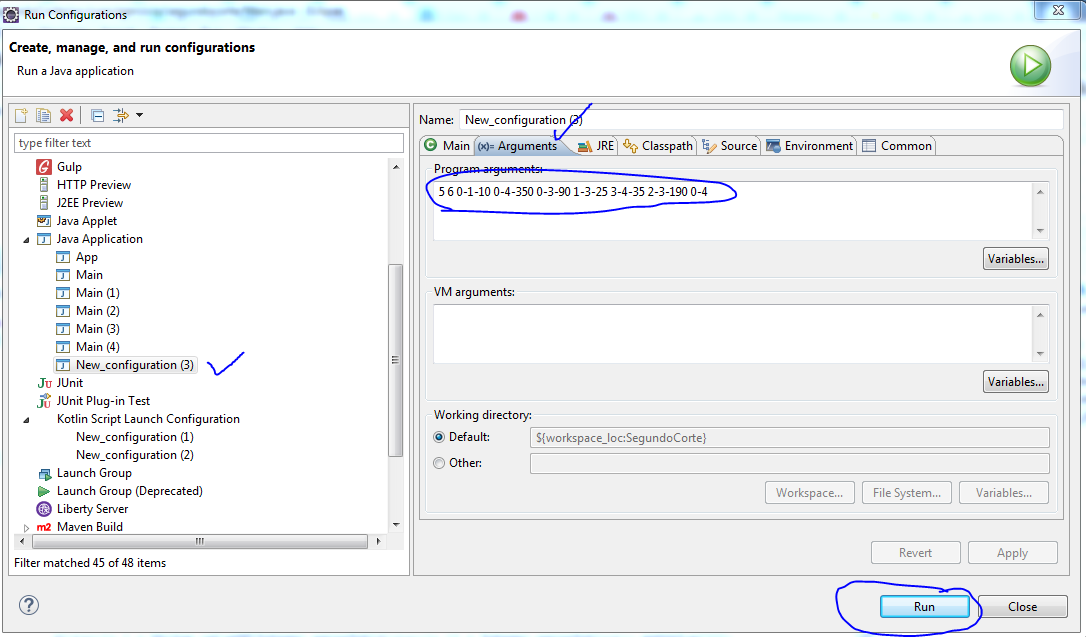 Run Configurations
Create, manage, and run configurations
Run a Java application
type filter text
Gulp
HTTP Preview
J2EE Preview
Java Applet
Java Application
App
Main
Main (1)
Main (2)
Main (3)
Main (4)
New_configuration (3)
JUnit
JUnit Plug-in Test
Kotlin Script Launch Configuration
New_configuration (1)
New_configuration (2)
Launch Group
Launch Group (Deprecated)
Liberty Server
m2 Maven Build
Filter matched 45 of 48 items
Name: New_configuration (3)
Main (x)= Arguments JRE Classpath Source Environment Common
Program arguments:
5 6 0-1-10 0-4-350 0-3-90 1-3-25 3-4-35 2-3-190 0-4
Variables...
VM arguments:
Variables...
Working directory:
Default: ${workspace_loc:SegundoCorte}
Other:
Workspace... File System... Variables...
Revert Apply
? Run Close